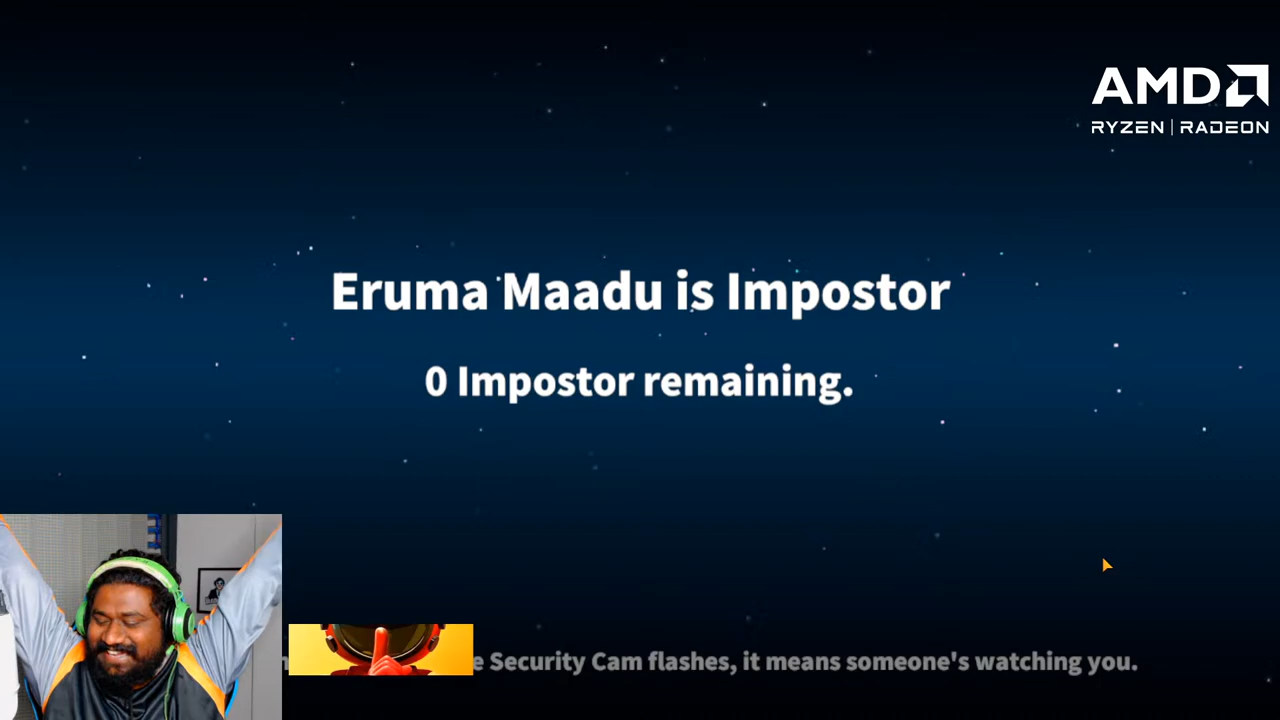 AMD
RYZEN | RADEON
Eruma Maadu is Impostor
0 Impostor remaining.
Security Cam flashes, it means someone's watching you.